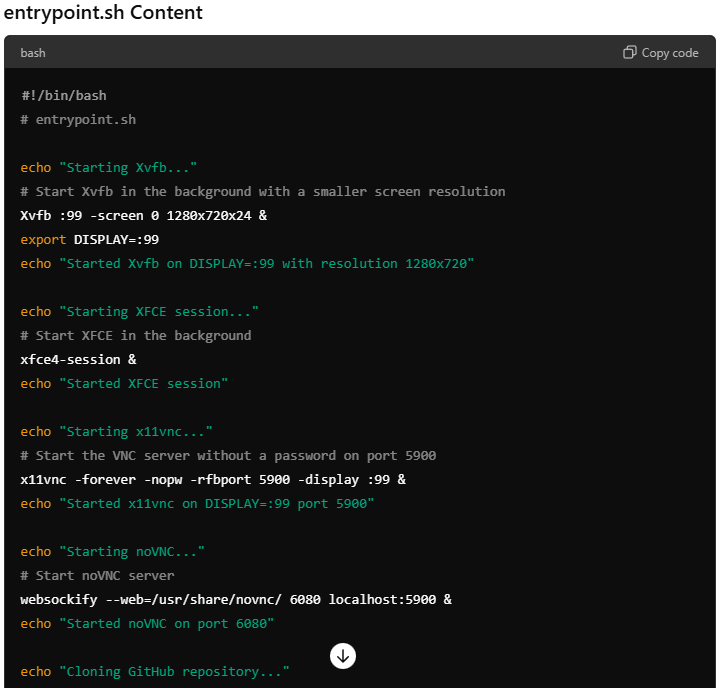 entrypoint.sh Content
bash
Copy code
#!/bin/bash
# entrypoint.sh
echo "Starting Xvfb..."
# Start Xvfb in the background with a smaller screen resolution
Xvfb :99 -screen 0 1280x720x24 &
export DISPLAY=:99
echo "Started Xvfb on DISPLAY=:99 with resolution 1280x720"
echo "Starting XFCE session..."
# Start XFCE in the background
xfce4-session &
echo "Started XFCE session"
echo "Starting x11vnc..."
# Start the VNC server without a password on port 5900
x11vnc -forever -nopw -rfbport 5900 -display :99 &
echo "Started x11vnc on DISPLAY=:99 port 5900"
echo "Starting noVNC..."
# Start noVNC server
websockify --web=/usr/share/novnc/ 6080 localhost:5900 &
echo "Started noVNC on port 6080"
echo "Cloning GitHub repository..."